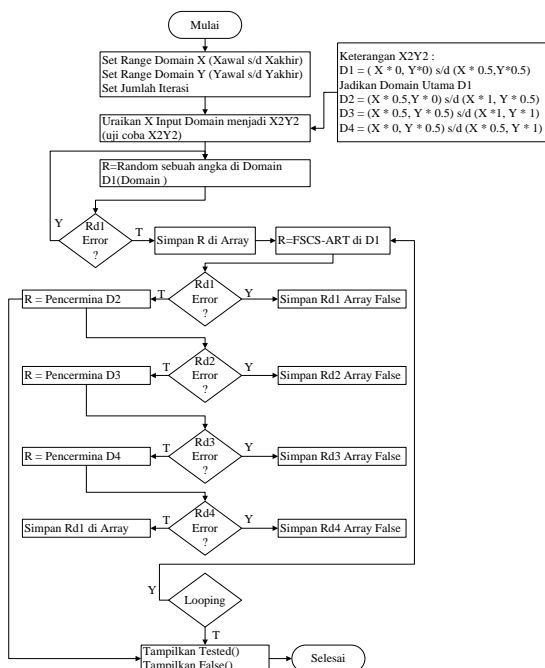 Mulai
Set Range Domain X (Xawal s/d Xakhir)
Set Range Domain Y (Yawal s/d Yakhir)
Set Jumlah Iterasi
Keterangan X2Y2 :
D1 = ( X * 0, Y*0) s/d (X * 0.5,Y*0.5)
Jadikan Domain Utama D1
D2 = (X * 0.5,Y * 0) s/d (X * 1, Y * 0.5)
D3 = (X * 0.5, Y * 0.5) s/d (X *1, Y * 1)
D4 = (X * 0, Y * 0.5) s/d (X * 0.5, Y * 1)
Uraikan X Input Domain menjadi X2Y2
(uji coba X2Y2)
R=Random sebuah angka di Domain
D1(Domain )
Y
Rd1
Error
?
T
Simpan R di Array
R=FSCS-ART di D1
R = Pencermina D2
T
Rd1
Error
?
Y
Simpan Rd1 Array False
R = Pencermina D3
T
Rd2
Error
?
Y
Simpan Rd2 Array False
R = Pencermina D4
T
Rd3
Error
?
Y
Simpan Rd3 Array False
Simpan Rd1 di Array
T
Rd4
Error
?
Y
Simpan Rd4 Array False
Y
Looping
T
Tampilkan Tested()
Tampilkan False()
Selesai